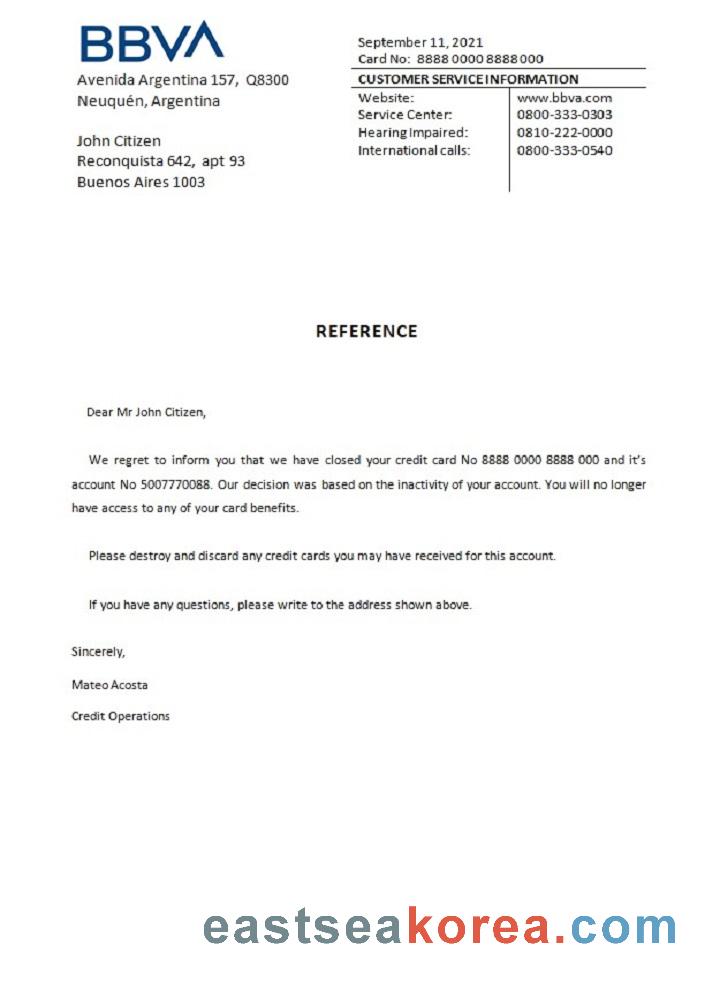 BBVA
Avenida Argentina 157, Q8300
Neuquén, Argentina
John Citizen
Reconquista 642, apt 93
Buenos Aires 1003
September 11, 2021
Card No: 8888 0000 8888 000
CUSTOMER SERVICE INFORMATION
Website: www.bbva.com
Service Center: 0800-333-0303
Hearing Impaired: 0810-222-0000
International calls: 0800-333-0540
REFERENCE
Dear Mr John Citizen,
We regret to inform you that we have closed your credit card No 8888 0000 8888 000 and it's
account No 5007770088. Our decision was based on the inactivity of your account. You will no longer
have access to any of your card benefits.
Please destroy and discard any credit cards you may have received for this account.
If you have any questions, please write to the address shown above.
Sincerely,
Mateo Acosta
Credit Operations
eastseakorea.com